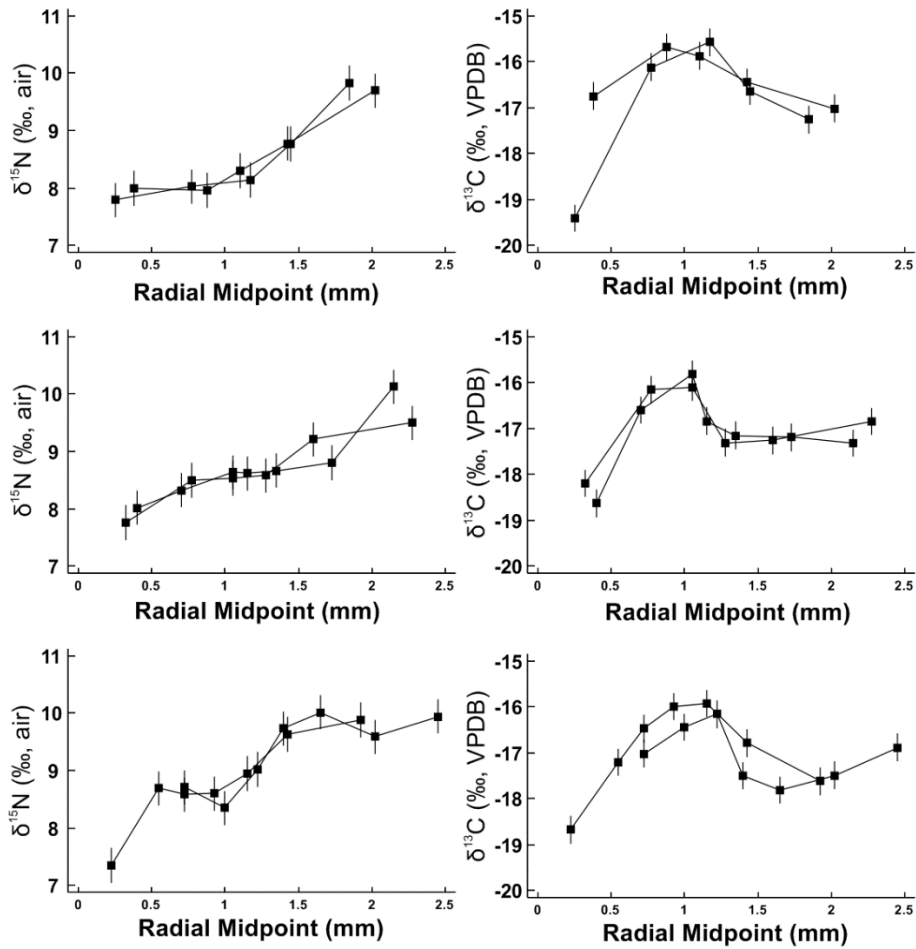 11
10
9
8
7
δ¹⁵N (‰, air)
0 0.5 1 1.5 2 2.5
Radial Midpoint (mm)
-15
-16
-17
-18
-19
-20
δ¹³C (‰, VPDB)
0 0.5 1 1.5 2 2.5
Radial Midpoint (mm)
11
10
9
8
7
δ¹⁵N (‰, air)
0 0.5 1 1.5 2 2.5
Radial Midpoint (mm)
-15
-16
-17
-18
-19
-20
δ¹³C (‰, VPDB)
0 0.5 1 1.5 2 2.5
Radial Midpoint (mm)
11
10
9
8
7
δ¹⁵N (‰, air)
0 0.5 1 1.5 2 2.5
Radial Midpoint (mm)
-15
-16
-17
-18
-19
-20
δ¹³C (‰, VPDB)
0 0.5 1 1.5 2 2.5
Radial Midpoint (mm)